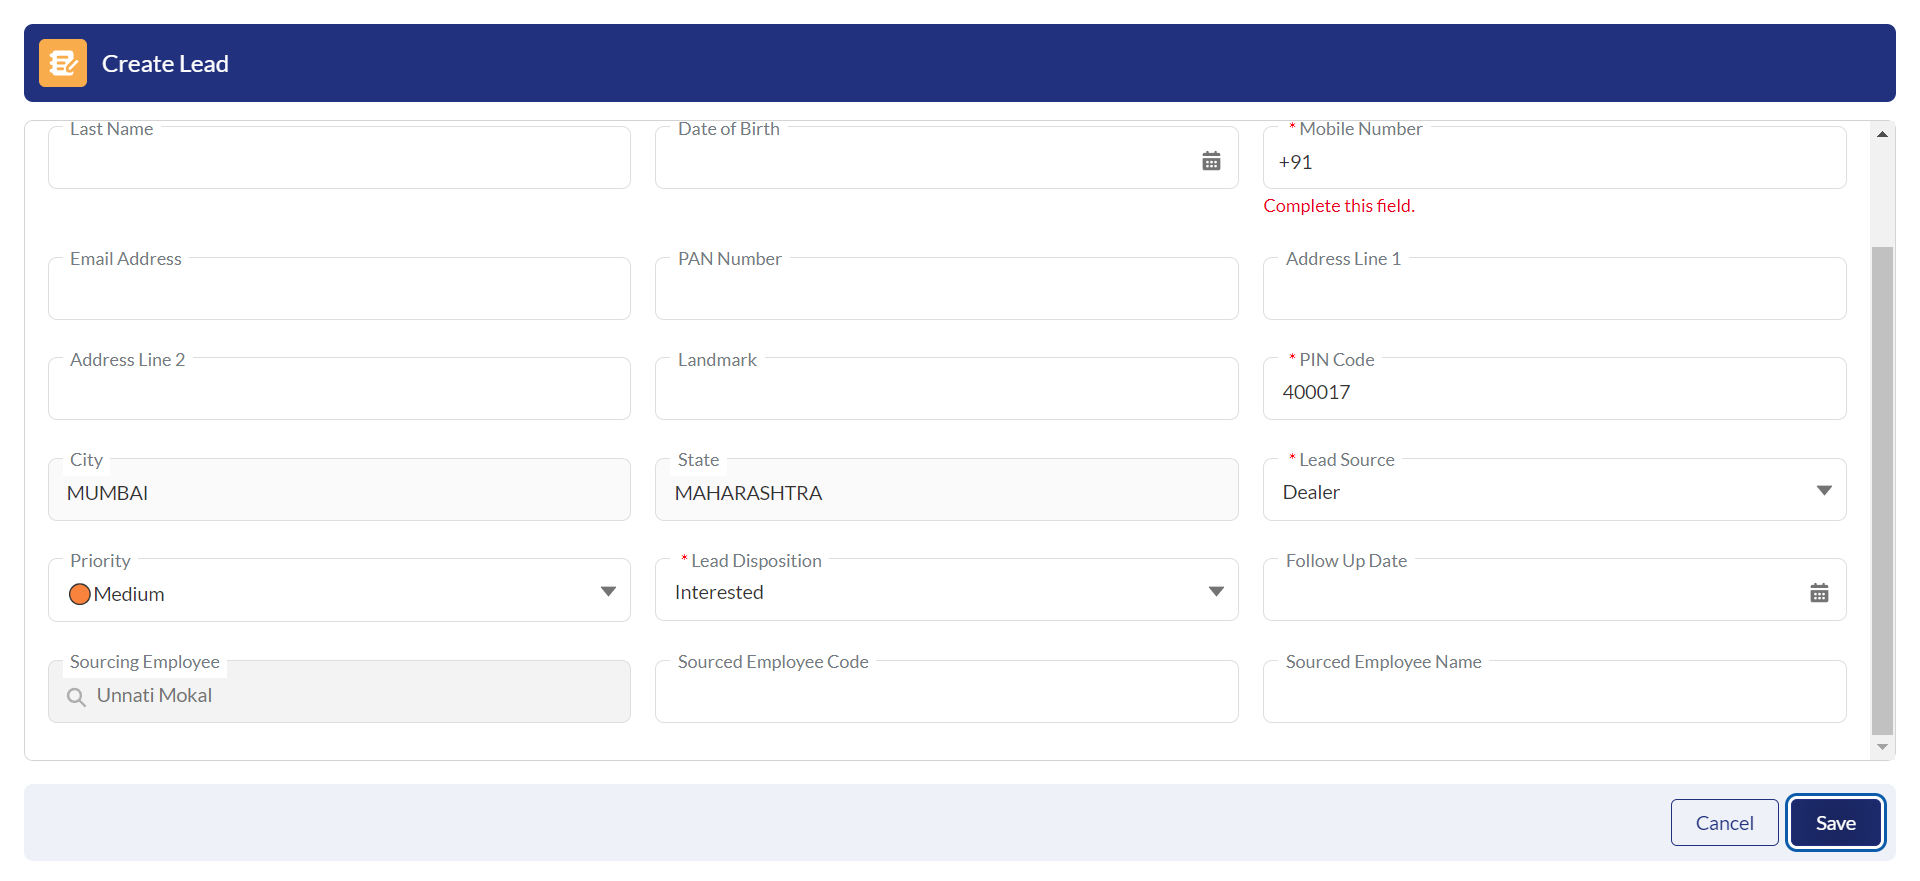 Create Lead
Last Name
Date of Birth
* Mobile Number
+91
Complete this field.
Email Address
PAN Number
Address Line 1
Address Line 2
Landmark
* PIN Code
400017
City
MUMBAI
State
MAHARASHTRA
* Lead Source
Dealer
Priority
Medium
* Lead Disposition
Interested
Follow Up Date
Sourcing Employee
Unnati Mokal
Sourced Employee Code
Sourced Employee Name
Cancel
Save